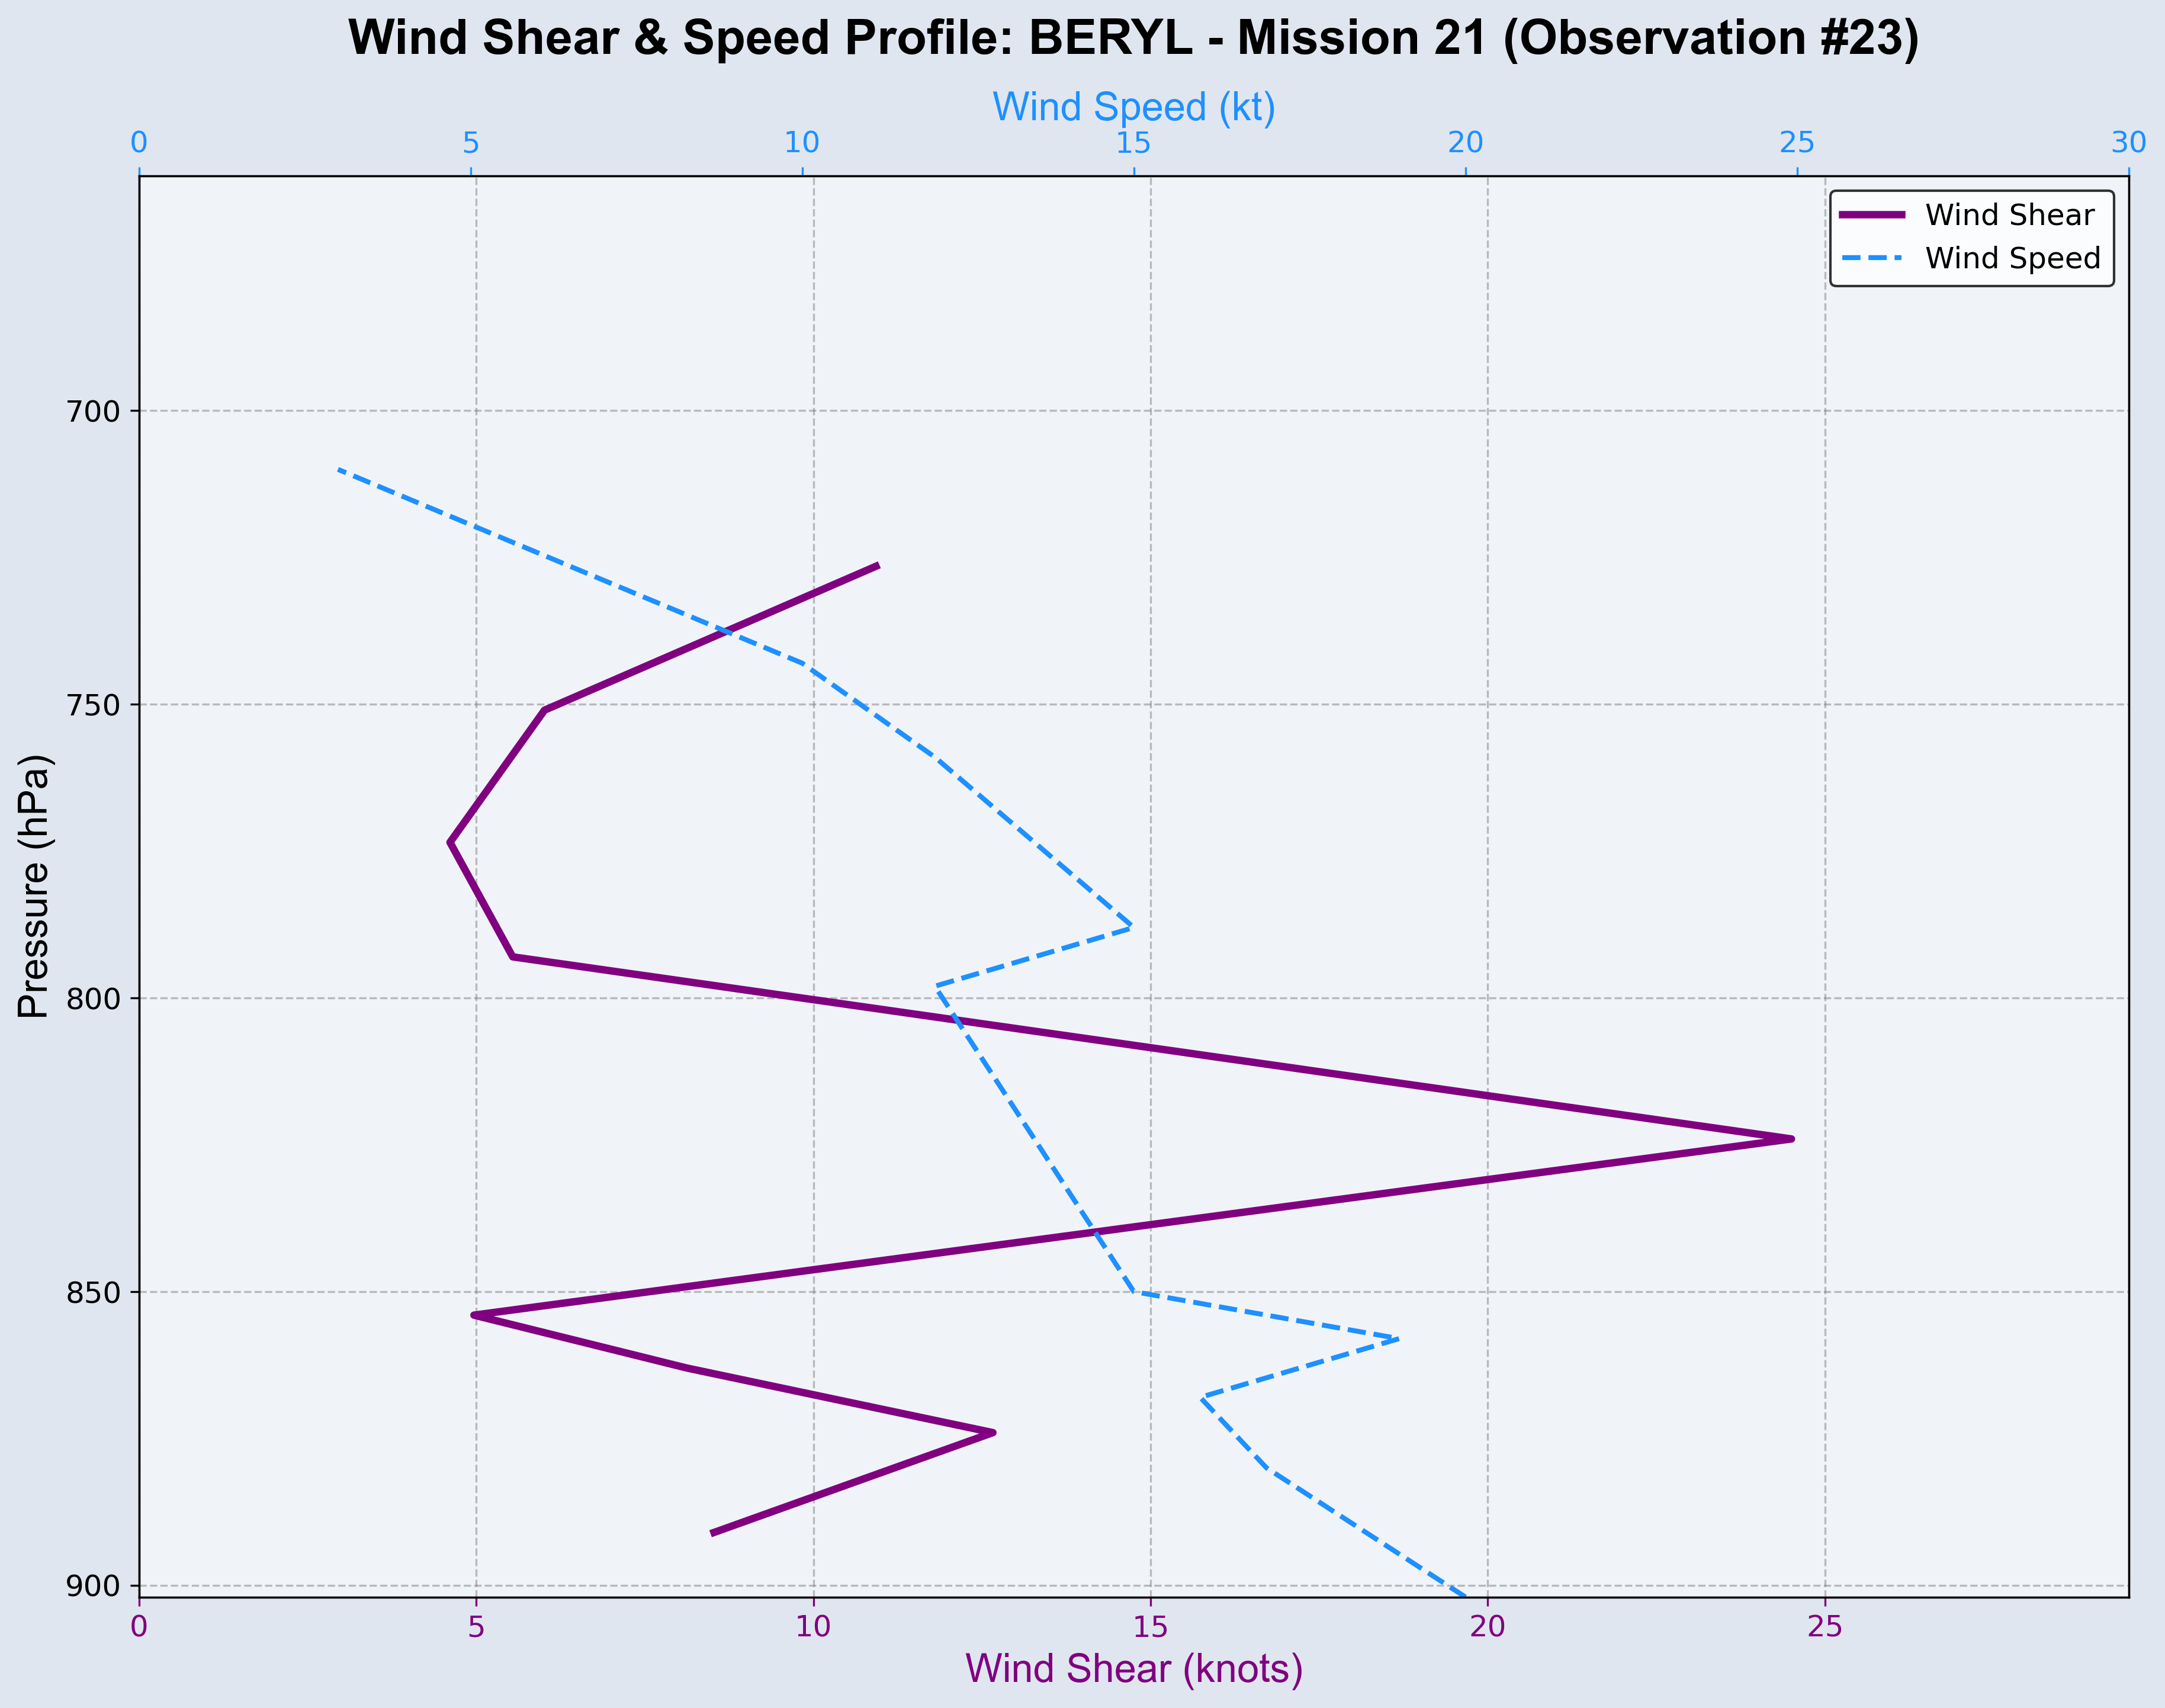 Wind Shear & Speed Profile: BERYL - Mission 21 (Observation #23)
Wind Speed (kt)
0 5 10 15 20 25 30
Wind Shear
Wind Speed
700
750
800
850
900
Pressure (hPa)
0 5 10 15 20 25
Wind Shear (knots)